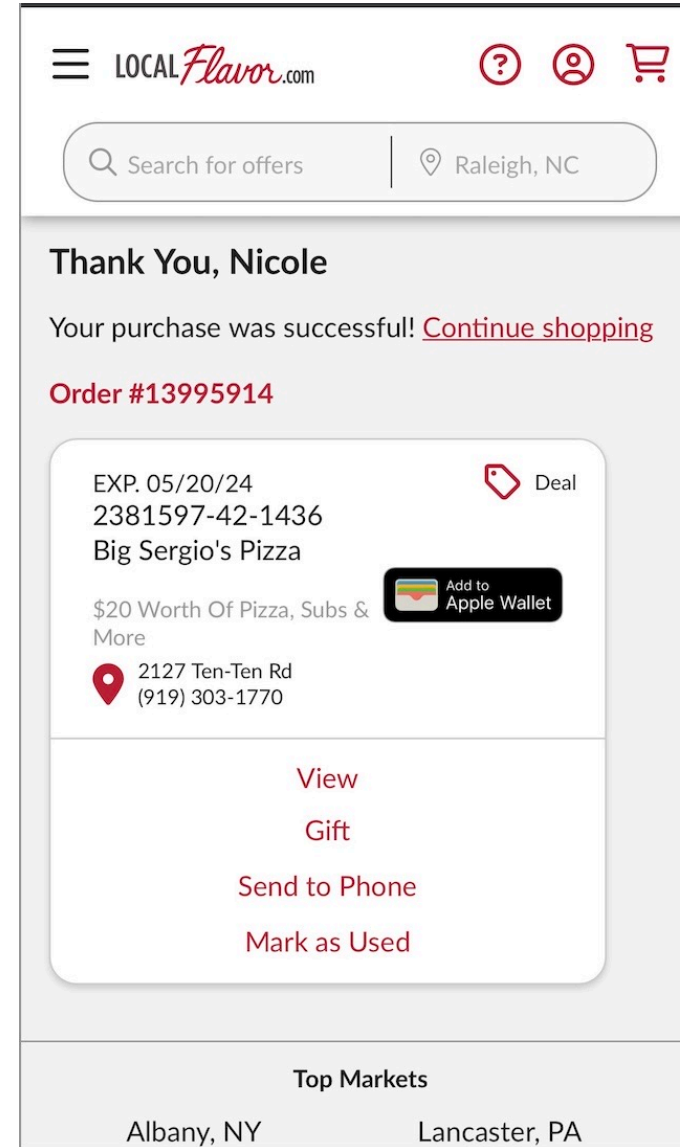 LOCAL Flavor.com
Search for offers Raleigh, NC
Thank You, Nicole
Your purchase was successful! Continue shopping
Order #13995914
EXP. 05/20/24 Deal
2381597-42-1436
Big Sergio's Pizza
Add to
Apple Wallet
$20 Worth Of Pizza, Subs &
More
2127 Ten-Ten Rd
(919) 303-1770
View
Gift
Send to Phone
Mark as Used
Top Markets
Albany, NY Lancaster, PA